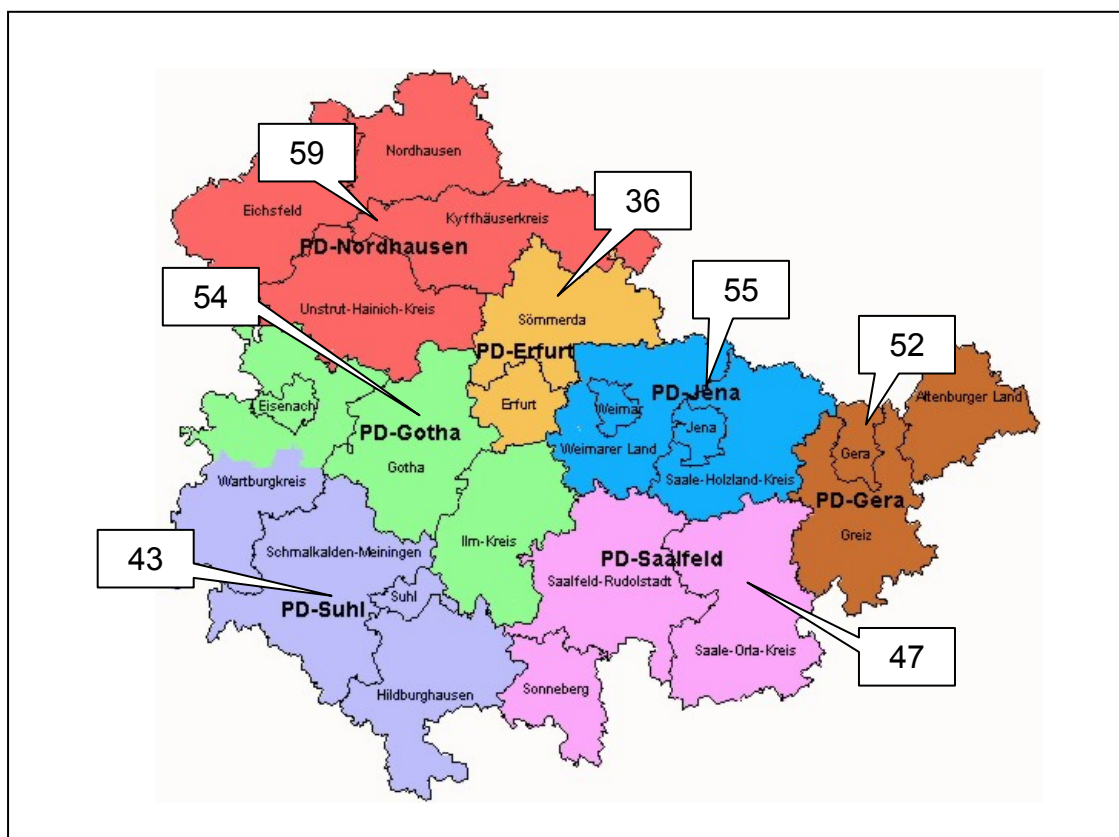 Nordhausen
59
Eichsfeld
Kyffhäuserkreis
36
PD-Nordhausen
54
Unstrut-Hainich-Kreis
Sömmerda
55
52
PD-Erfurt
PD-Jena
Altenburger Land
Eisenach
Erfurt
Weimar
Jena
PD-Gotha
Weimarer Land
Gera
Gotha
Saale-Holzland-Kreis
Wartburgkreis
PD-Gera
Ilm-Kreis
Greiz
43
Schmalkalden-Meiningen
PD-Saalfeld
Saalfeld-Rudolstadt
Suhl
PD-Suhl
Saale-Orla-Kreis
47
Hildburghausen
Sonneberg